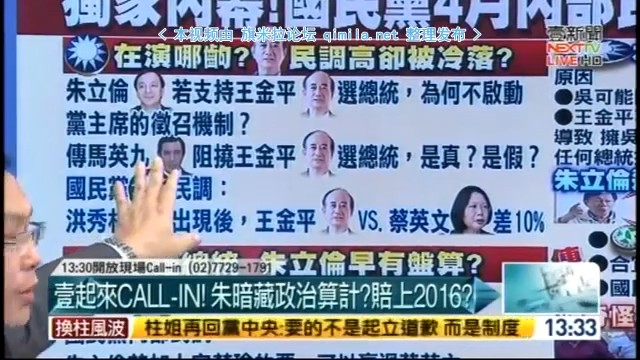 獨家內幕!國民黨4月內部
< 本视频由 旗米拉论坛 qimila.net 整理发布 >
壹新聞
NEXTTV
LIVE HD
在演哪齣? 民調高卻被冷落?
朱立倫 若支持王金平 選總統，為何不啟動
黨主席的徵召機制?
傳馬英九 阻撓王金平 選總統，是真?是假?
國民黨 民調:
洪秀 出現後，王金平 VS. 蔡英文 差10%
原因
●吳可能
●王金平
導致 擁吳
任何總統
朱立倫
總統 朱立倫早有盤算?
13:30開放現場Call-in (02)7729-1791
壹起來CALL-IN! 朱暗藏政治算計?賠上2016?
換柱風波
柱姐再回黨中央:要的不是起立道歉 而是制度
13:33